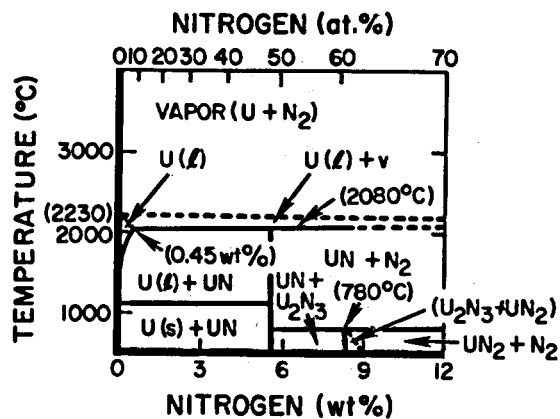 NITROGEN (at.%)
0 10 20 30 40 50 60 70
TEMPERATURE (°C)
VAPOR (U + N₂)
3000
U (ℓ)
U (ℓ) + v
(2080°C)
(2230)
2000
(0.45 wt%)
UN + N₂
U(ℓ) + UN
UN +
U₂N₃
(780°C)
(U₂N₃+UN₂)
1000
U(s) + UN
UN₂ + N₂
0 3 6 9 12
NITROGEN (wt%)